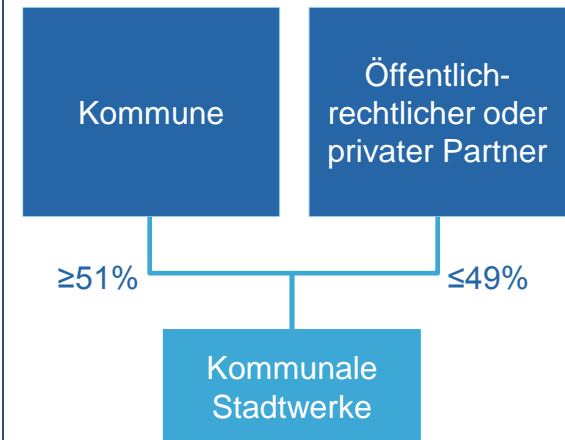 Kommune
Öffentlich-
rechtlicher oder
privater Partner
≥51%
≤49%
Kommunale
Stadtwerke